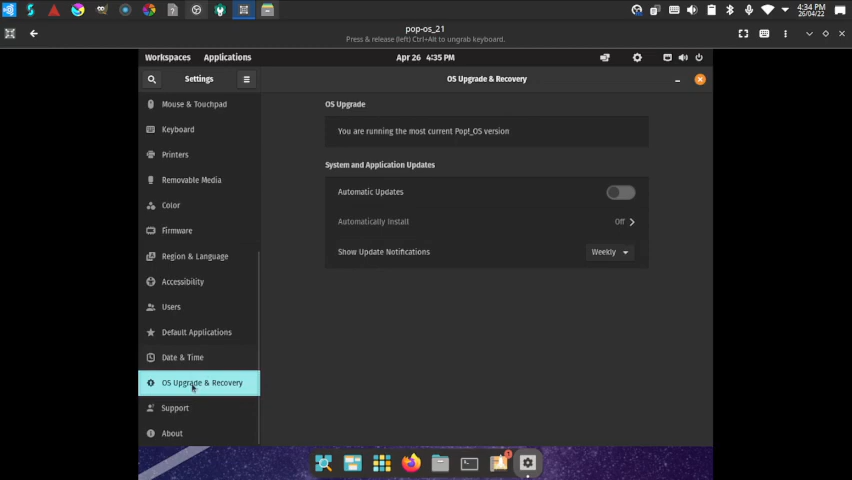 4:34 PM
26/04/22
pop-os_21
Press & release (left) Ctrl+Alt to ungrab keyboard.
Workspaces Applications Apr 26 4:35 PM
Settings OS Upgrade & Recovery
Mouse & Touchpad
Keyboard
Printers
Removable Media
Color
Firmware
Region & Language
Accessibility
Users
Default Applications
Date & Time
OS Upgrade & Recovery
Support
About
OS Upgrade
You are running the most current Pop!_OS version
System and Application Updates
Automatic Updates
Automatically Install Off
Show Update Notifications Weekly
1